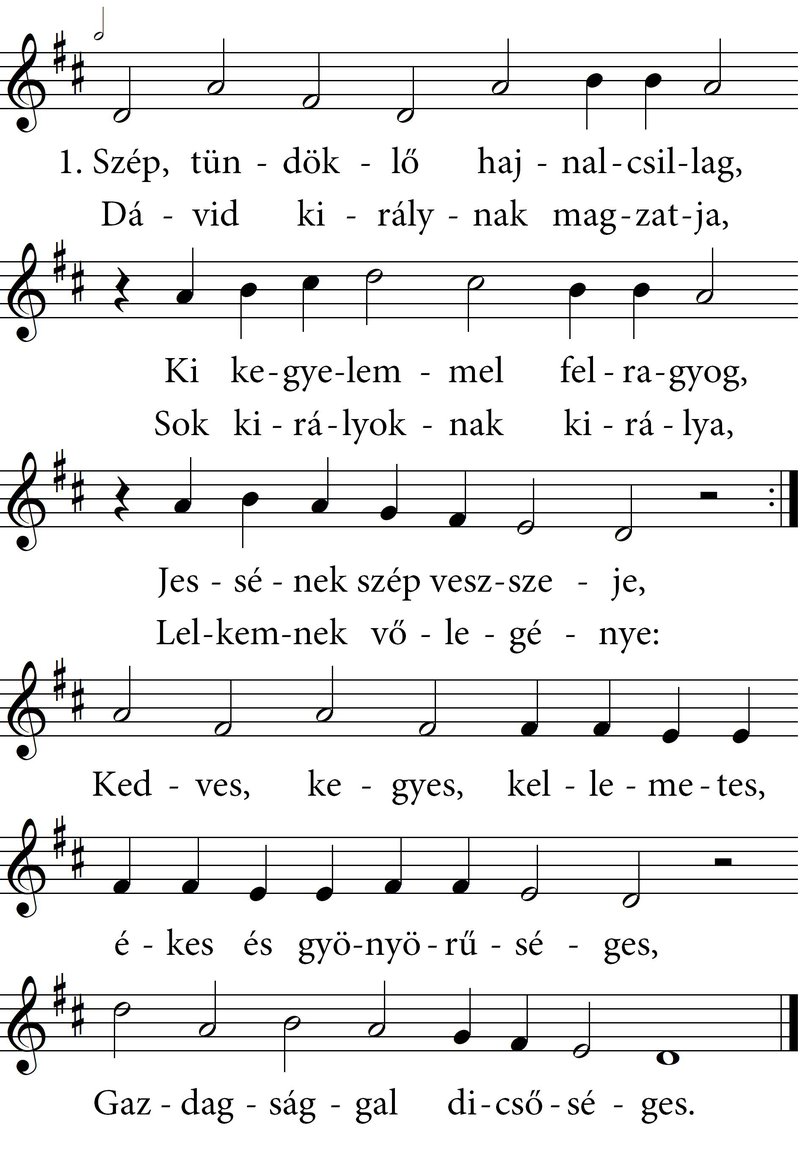 1. Szép, tün - dök - lő haj - nal - csil - lag,
Dá - vid ki - rály - nak mag - zat - ja,
Ki ke - gye - lem - mel fel - ra - gyog,
Sok ki - rá - lyok - nak ki - rá - lya,
Jes - sé - nek szép vesz - sze - je,
Lel - kem - nek vő - le - gé - nye:
Ked - ves, ke - gyes, kel - le - me - tes,
é - kes és gyö - nyö - rű - sé - ges,
Gaz - dag - ság - gal di - cső - sé - ges.